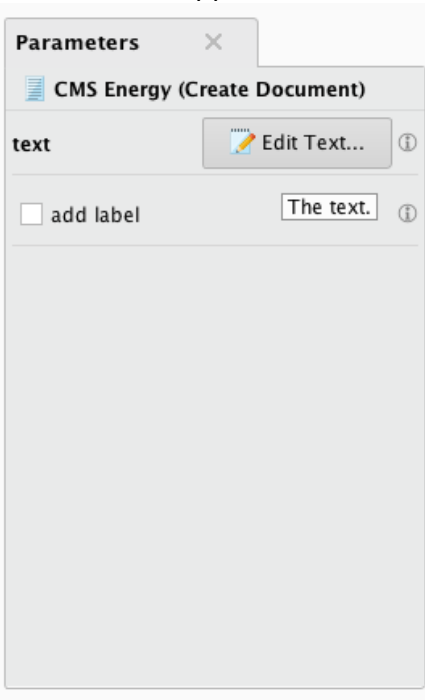 Parameters
CMS Energy (Create Document)
text
Edit Text...
add label
The text.